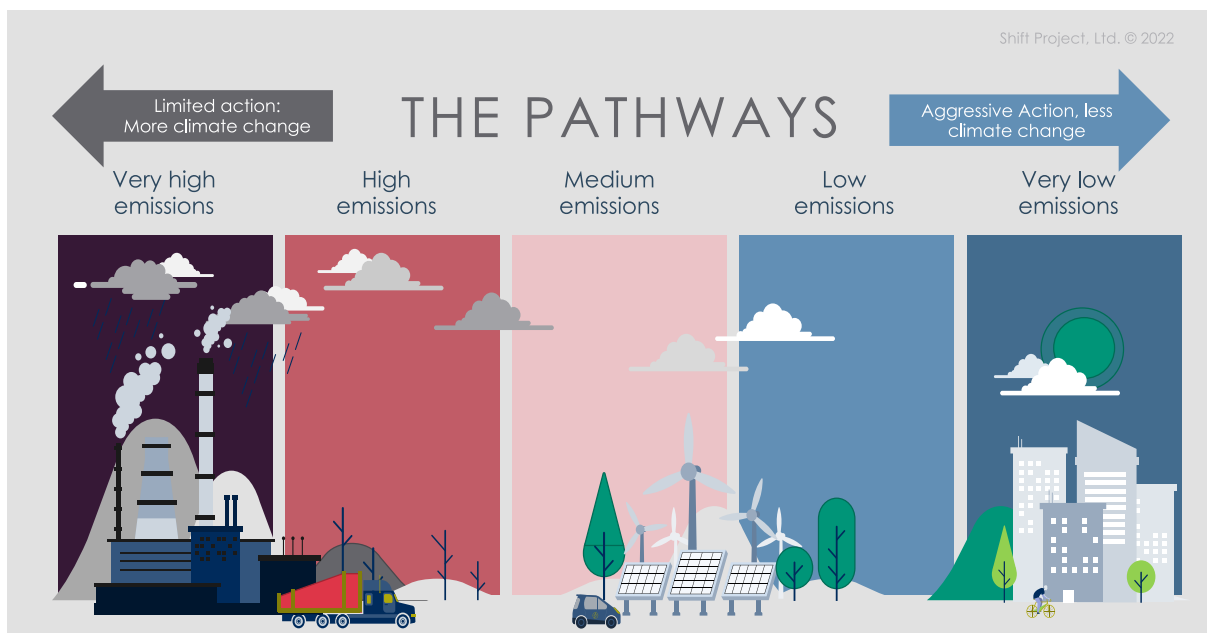 Shift Project, Ltd. © 2022
Limited action:
More climate change
THE PATHWAYS
Aggressive Action, less
climate change
Very high
emissions
High
emissions
Medium
emissions
Low
emissions
Very low
emissions